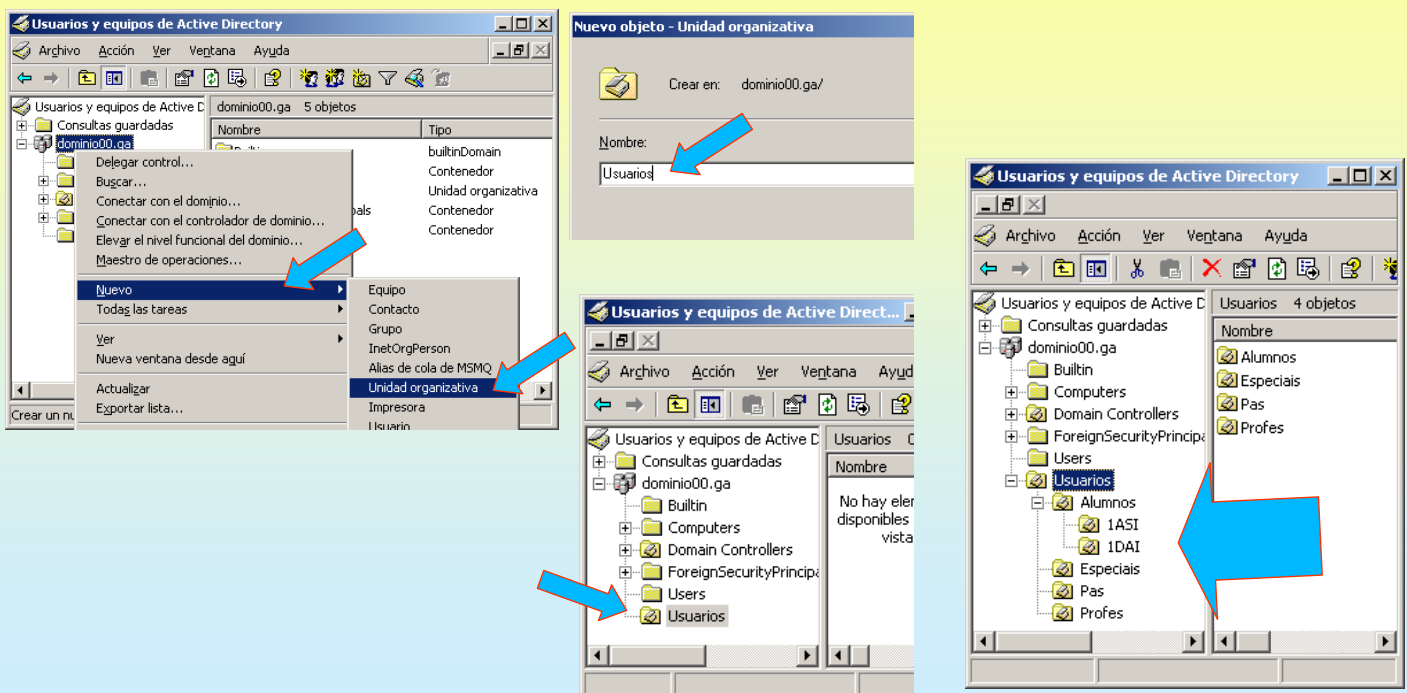 Usuarios y equipos de Active Directory
Archivo Acción Ver Ventana Ayuda
Usuarios y equipos de Active D
dominio00.ga 5 objetos
Consultas guardadas
dominio00.ga
Nombre Tipo
builtinDomain
Contenedor
Unidad organizativa
pals Contenedor
Contenedor
Delegar control...
Buscar...
Conectar con el dominio...
Conectar con el controlador de dominio...
Elevar el nivel funcional del dominio...
Maestro de operaciones...
Nuevo
Todas las tareas
Ver
Nueva ventana desde aquí
Actualizar
Exportar lista...
Equipo
Contacto
Grupo
InetOrgPerson
Alias de cola de MSMQ
Unidad organizativa
Impresora
Usuario
Crear un nu
Nuevo objeto - Unidad organizativa
Crear en: dominio00.ga/
Nombre:
Usuarios
Usuarios y equipos de Active Direct...
Archivo Acción Ver Ventana Ayud
Usuarios y equipos de Active D
Consultas guardadas
dominio00.ga
Builtin
Computers
Domain Controllers
ForeignSecurityPrincipa
Users
Usuarios
Usuarios 0
Nombre
No hay eler
disponibles
vista
Usuarios y equipos de Active Directory
Archivo Acción Ver Ventana Ayuda
Usuarios y equipos de Active D
Consultas guardadas
dominio00.ga
Builtin
Computers
Domain Controllers
ForeignSecurityPrincipa
Users
Usuarios
Alumnos
1ASI
1DAI
Especiais
Pas
Profes
Usuarios 4 objetos
Nombre
Alumnos
Especiais
Pas
Profes